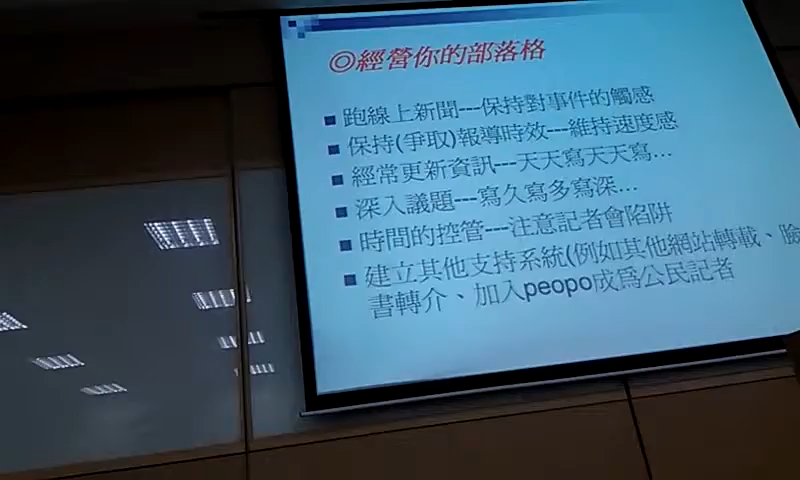 ◎經營你的部落格
■ 跑線上新聞---保持對事件的觸感
■ 保持(爭取)報導時效---維持速度感
■ 經常更新資訊---天天寫天天寫...
■ 深入議題---寫久寫多寫深...
■ 時間的控管---注意記者會陷阱
■ 建立其他支持系統(例如其他網站轉載、臉
書轉介、加入peopo成為公民記者